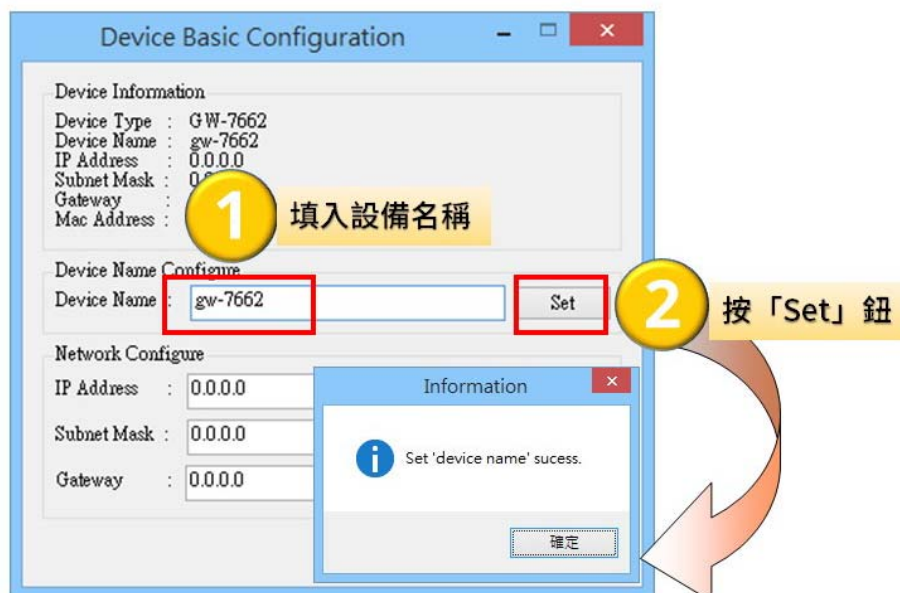 Device Basic Configuration
Device Information
Device Type : GW-7662
Device Name : gw-7662
IP Address : 0.0.0.0
Subnet Mask :
Gateway :
Mac Address :
1
填入設備名稱
Device Name Configure
Device Name : gw-7662
Set
2
按「Set」鈕
Network Configure
IP Address : 0.0.0.0
Subnet Mask : 0.0.0.0
Gateway : 0.0.0.0
Information
Set 'device name' sucess.
確定